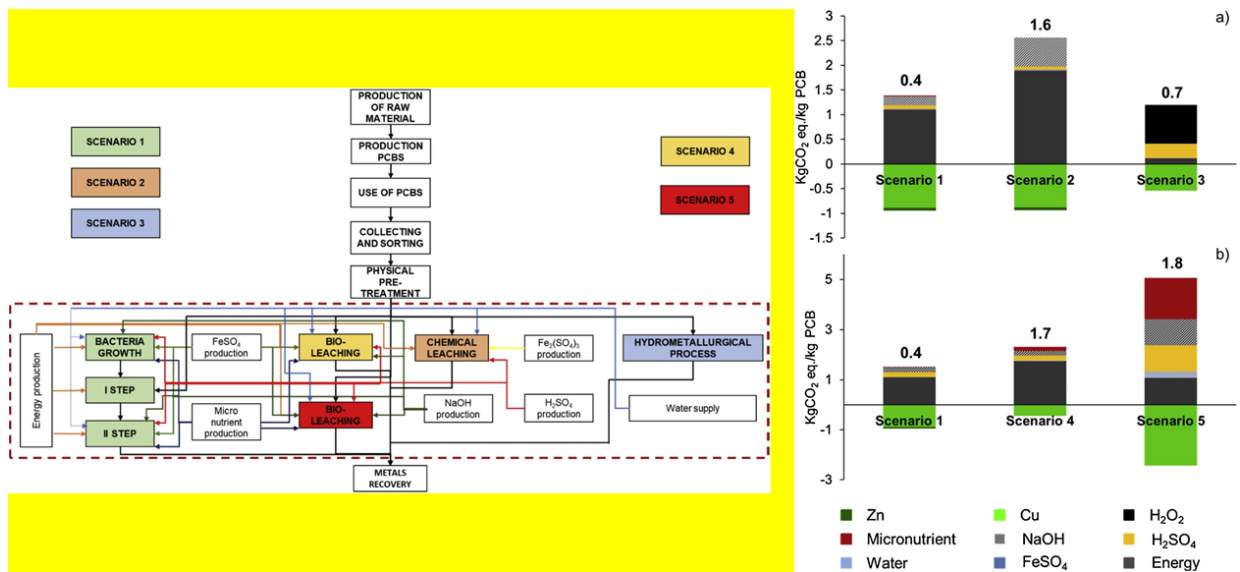 PRODUCTION OF RAW
MATERIAL
PRODUCTION
PCBS
USE OF PCBS
COLLECTING
AND SORTING
PHYSICAL
PRE-
TREATMENT
SCENARIO 1
SCENARIO 2
SCENARIO 3
SCENARIO 4
SCENARIO 5
Energy production
BACTERIA
GROWTH
I STEP
II STEP
FeSO4
production
Micro
nutrient
production
BIO-
LEACHING
BIO-
LEACHING
CHEMICAL
LEACHING
NaOH
production
Fe2(SO4)3
production
H2SO4
production
HYDROMETALLURGICAL
PROCESS
Water supply
METALS
RECOVERY
a)
KgCO2 eq./kg PCB
3
2.5
2
1.5
1
0.5
0
-0.5
-1
-1.5
0.4
1.6
0.7
Scenario 1
Scenario 2
Scenario 3
b)
KgCO2 eq./kg PCB
5
3
1
-1
-3
0.4
1.7
1.8
Scenario 1
Scenario 4
Scenario 5
Zn
Cu
H2O2
Micronutrient
NaOH
H2SO4
Water
FeSO4
Energy